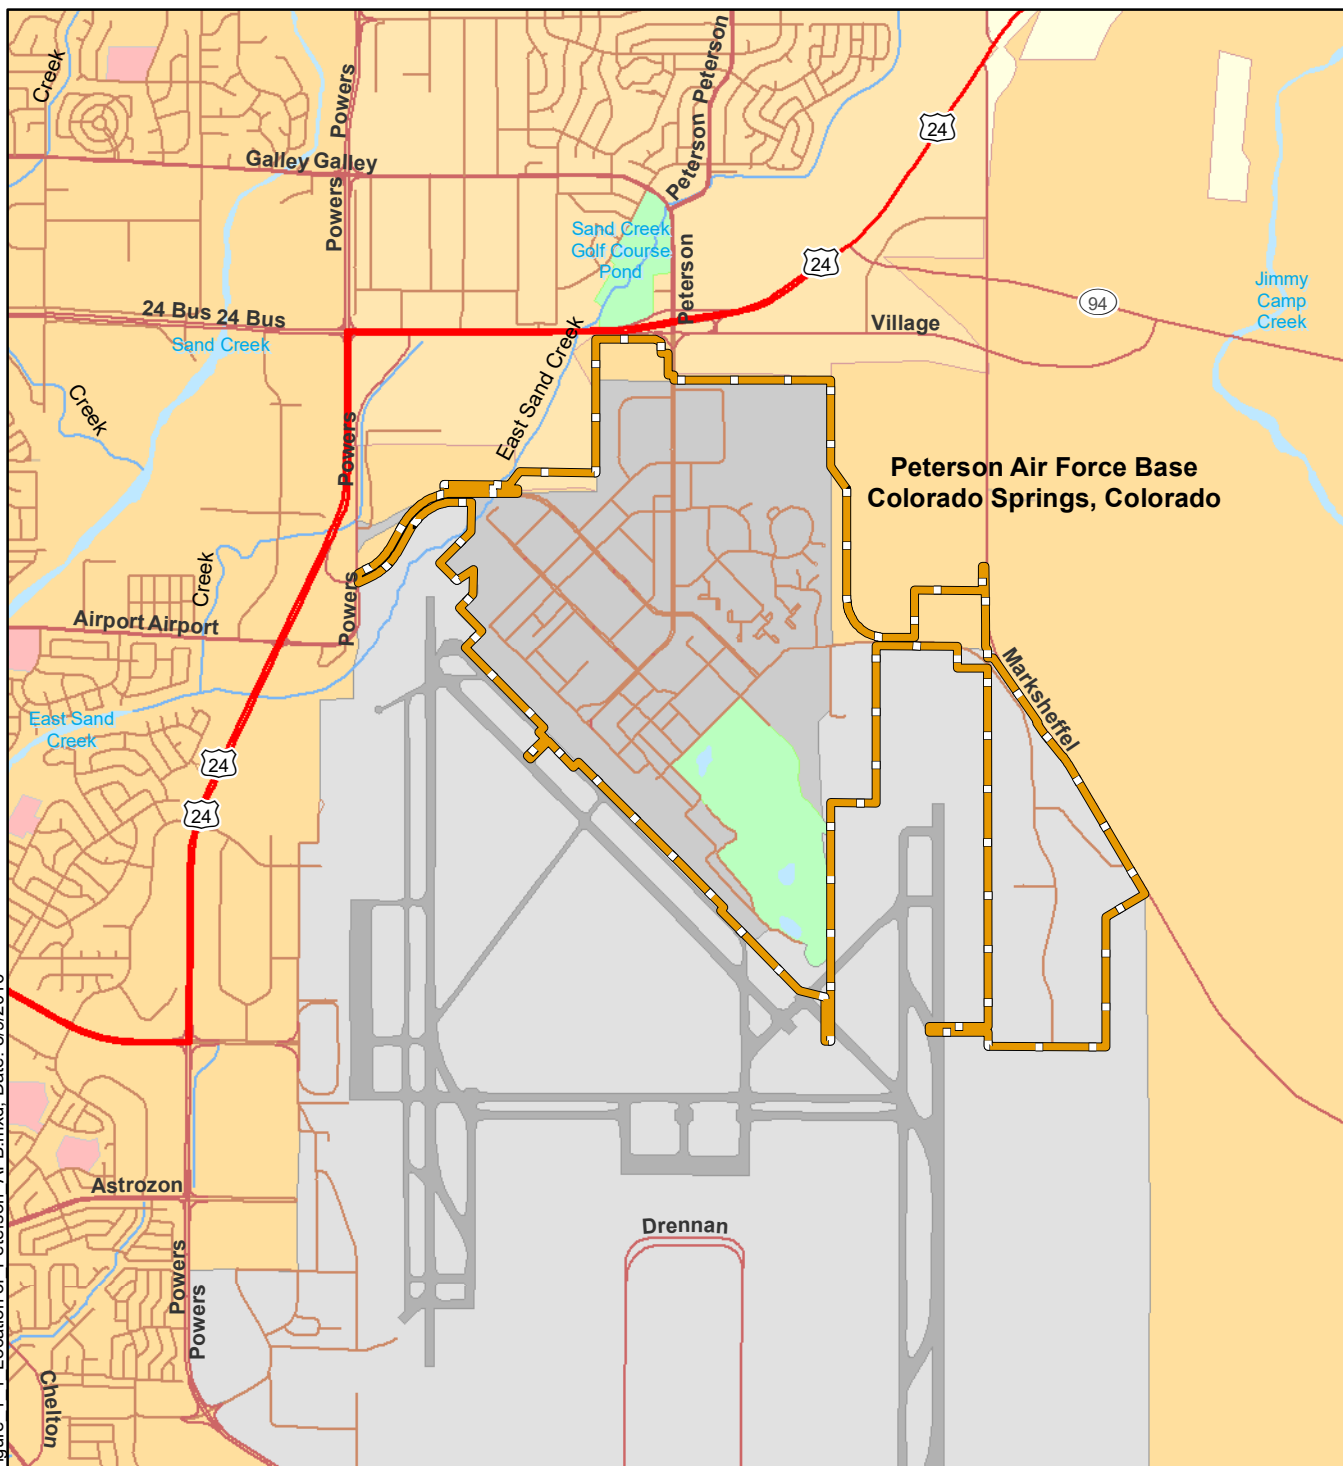 Creek
Powers
Peterson
Peterson
24
Galley Galley
Powers
Peterson
Sand Creek
Golf Course
Pond
Peterson
24
94
Jimmy
Camp
Creek
24 Bus 24 Bus
Sand Creek
Village
East Sand Creek
Creek
Powers
Peterson Air Force Base
Colorado Springs, Colorado
Creek
Powers
Airport Airport
Marksheffel
East Sand
Creek
24
24
Astrozon
Drennan
Powers
Powers
Chelton